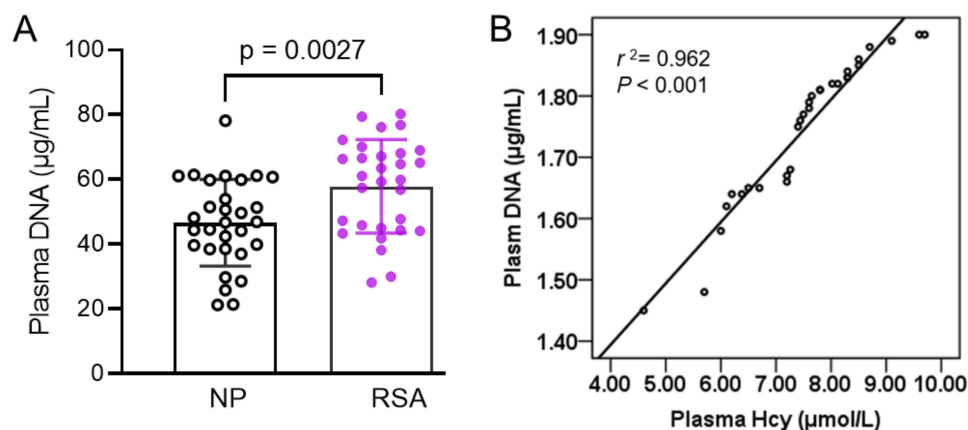 A
p = 0.0027
Plasma DNA (µg/mL)
100
80
60
40
20
0
NP RSA
B
r² = 0.962
P < 0.001
Plasm DNA (µg/mL)
1.90
1.80
1.70
1.60
1.50
1.40
4.00 5.00 6.00 7.00 8.00 9.00 10.00
Plasma Hcy (µmol/L)